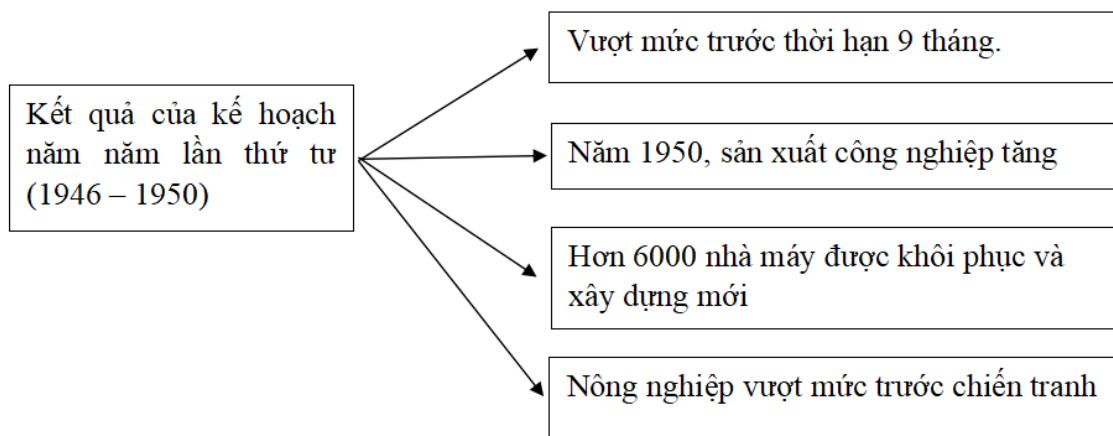 Kết quả của kế hoạch
năm năm lần thứ tư
(1946 – 1950)
Vượt mức trước thời hạn 9 tháng.
Năm 1950, sản xuất công nghiệp tăng
Hơn 6000 nhà máy được khôi phục và
xây dựng mới
Nông nghiệp vượt mức trước chiến tranh